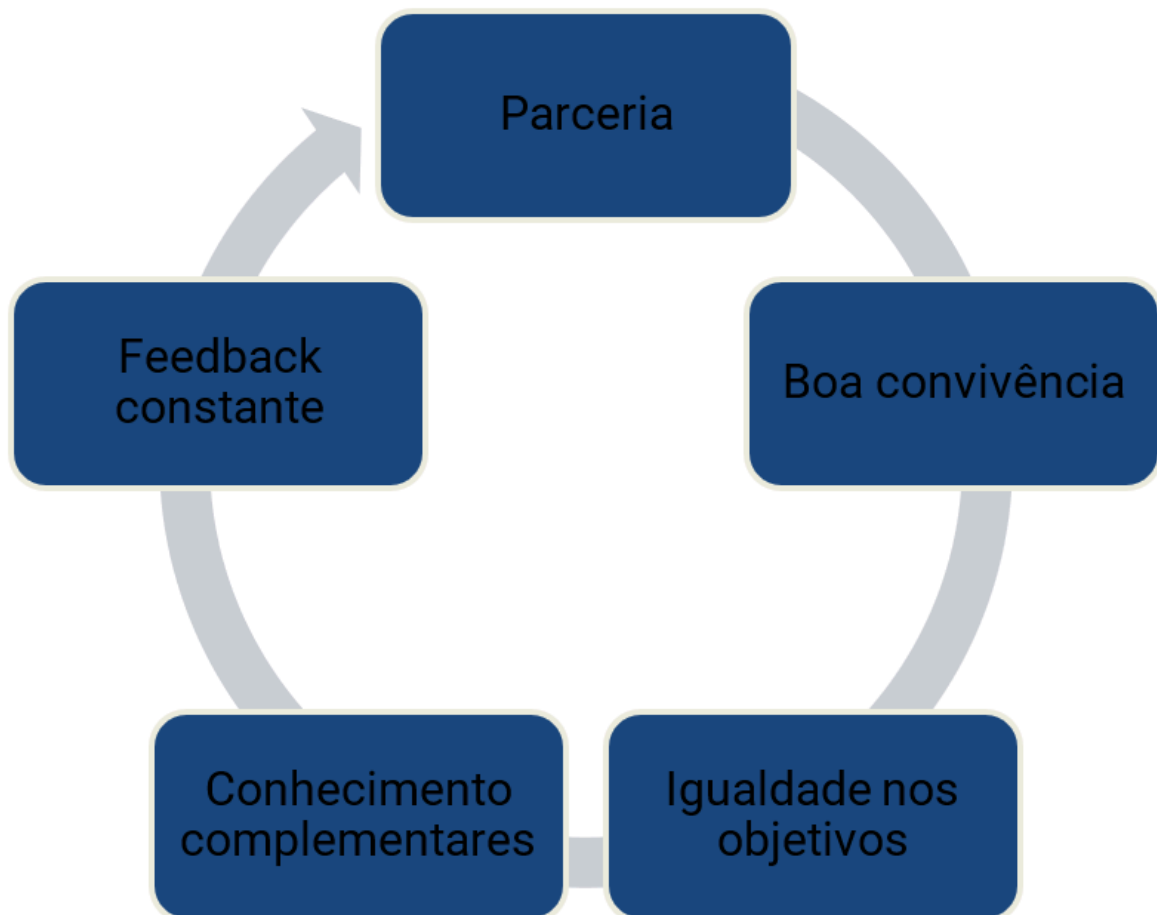 Parceria
Boa convivência
Igualdade nos
objetivos
Conhecimento
complementares
Feedback
constante